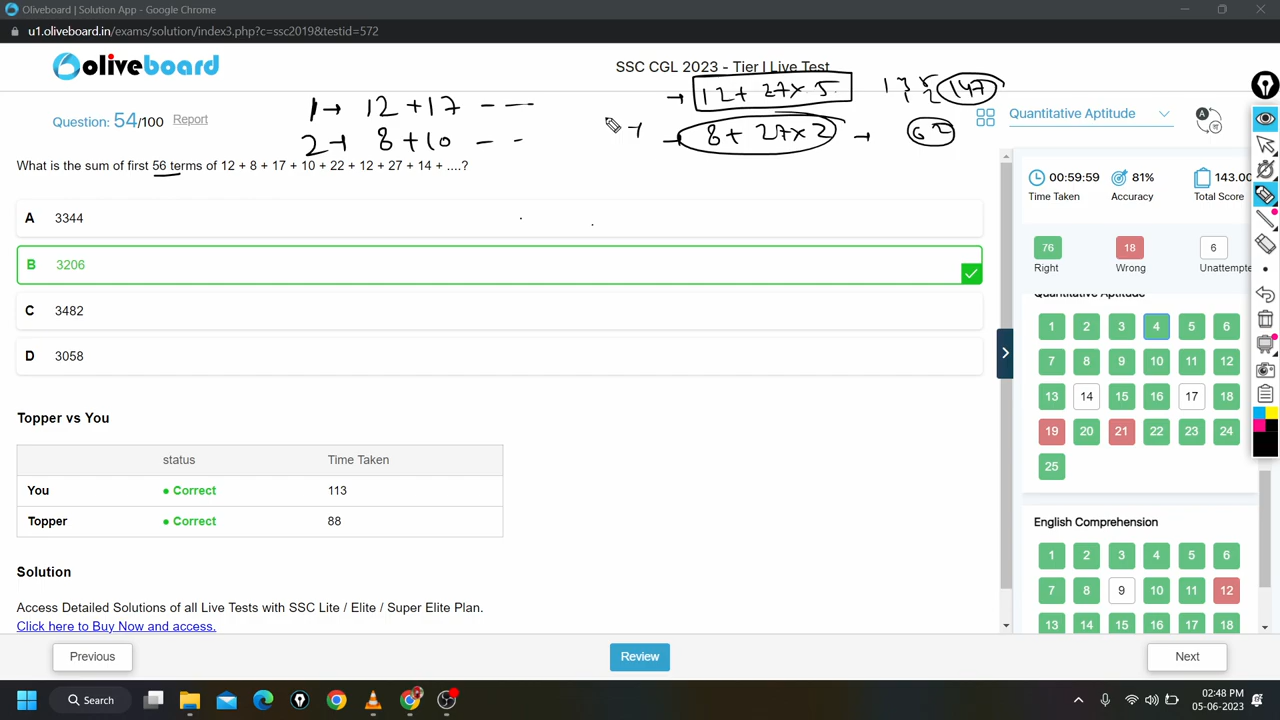 Oliveboard | Solution App - Google Chrome
u1.oliveboard.in/exams/solution/index3.php?c=ssc2019&testid=572
oliveboard
SSC CGL 2023 - Tier I Live Test
Question: 54/100 Report
Quantitative Aptitude
1→ 12 + 17 - —
2→ 8 + 10 - -
→ 12 + 27 × 5
147
→ 8 + 27 × 2 → 62
What is the sum of first 56 terms of 12 + 8 + 17 + 10 + 22 + 12 + 27 + 14 + ....?
A 3344
B 3206
C 3482
D 3058
Topper vs You
status Time Taken
You ● Correct 113
Topper ● Correct 88
Solution
Access Detailed Solutions of all Live Tests with SSC Lite / Elite / Super Elite Plan.
Click here to Buy Now and access.
00:59:59 81% 143.00
Time Taken Accuracy Total Score
76 18 6
Right Wrong Unattempte
Quantitative Aptitude
1 2 3 4 5 6
7 8 9 10 11 12
13 14 15 16 17 18
19 20 21 22 23 24
25
English Comprehension
1 2 3 4 5 6
7 8 9 10 11 12
13 14 15 16 17 18
Previous Review Next
Search
02:48 PM
05-06-2023